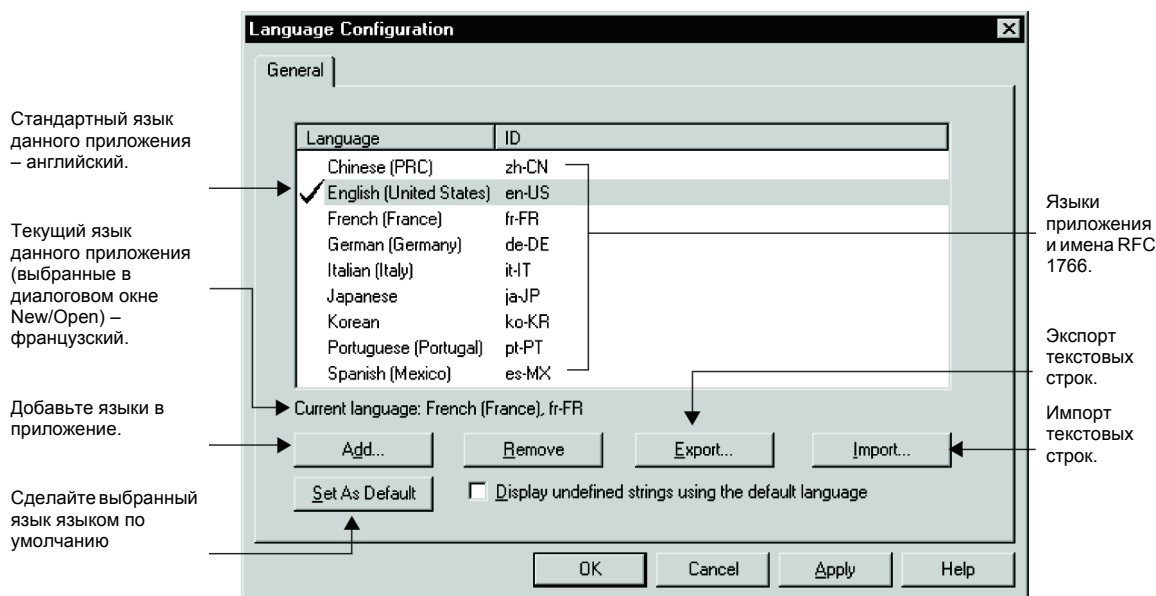 Language Configuration
General
Стандартный язык
данного приложения
– английский.
Текущий язык
данного приложения
(выбранные в
диалоговом окне
New/Open) –
французский.
Добавьте языки в
приложение.
Сделайте выбранный
язык языком по
умолчанию
Language ID
Chinese (PRC) zh-CN
English (United States) en-US
French (France) fr-FR
German (Germany) de-DE
Italian (Italy) it-IT
Japanese ja-JP
Korean ko-KR
Portuguese (Portugal) pt-PT
Spanish (Mexico) es-MX
Current language: French (France), fr-FR
Add... Remove Export... Import...
Set As Default Display undefined strings using the default language
OK Cancel Apply Help
Языки
приложения
и имена RFC
1766.
Экспорт
текстовых
строк.
Импорт
текстовых
строк.